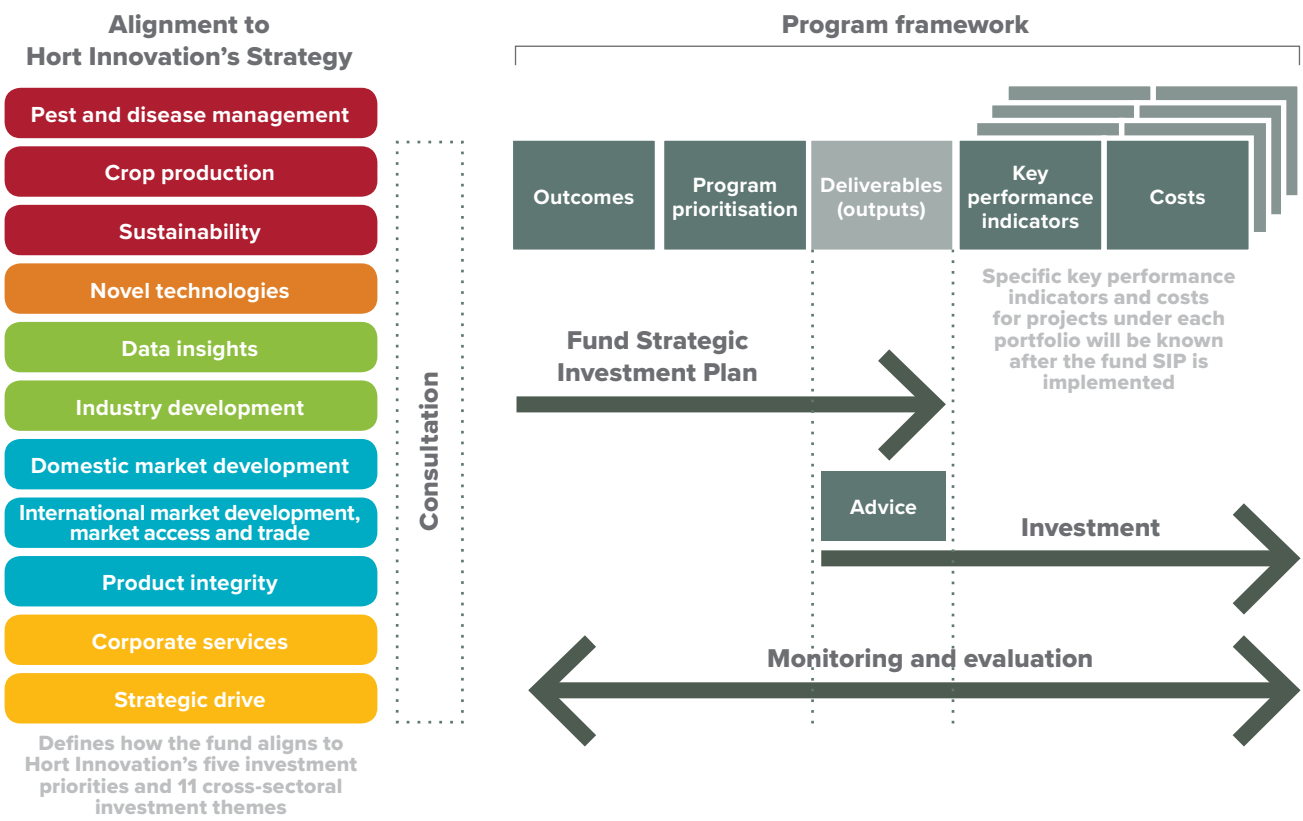 Alignment to
Hort Innovation's Strategy
Pest and disease management
Crop production
Sustainability
Novel technologies
Data insights
Industry development
Domestic market development
International market development,
market access and trade
Product integrity
Corporate services
Strategic drive
Defines how the fund aligns to
Hort Innovation's five investment
priorities and 11 cross-sectoral
investment themes
Consultation
Program framework
Outcomes
Program
prioritisation
Deliverables
(outputs)
Key
performance
indicators
Costs
Specific key performance
indicators and costs
for projects under each
portfolio will be known
after the fund SIP is
implemented
Fund Strategic
Investment Plan
Advice
Investment
Monitoring and evaluation